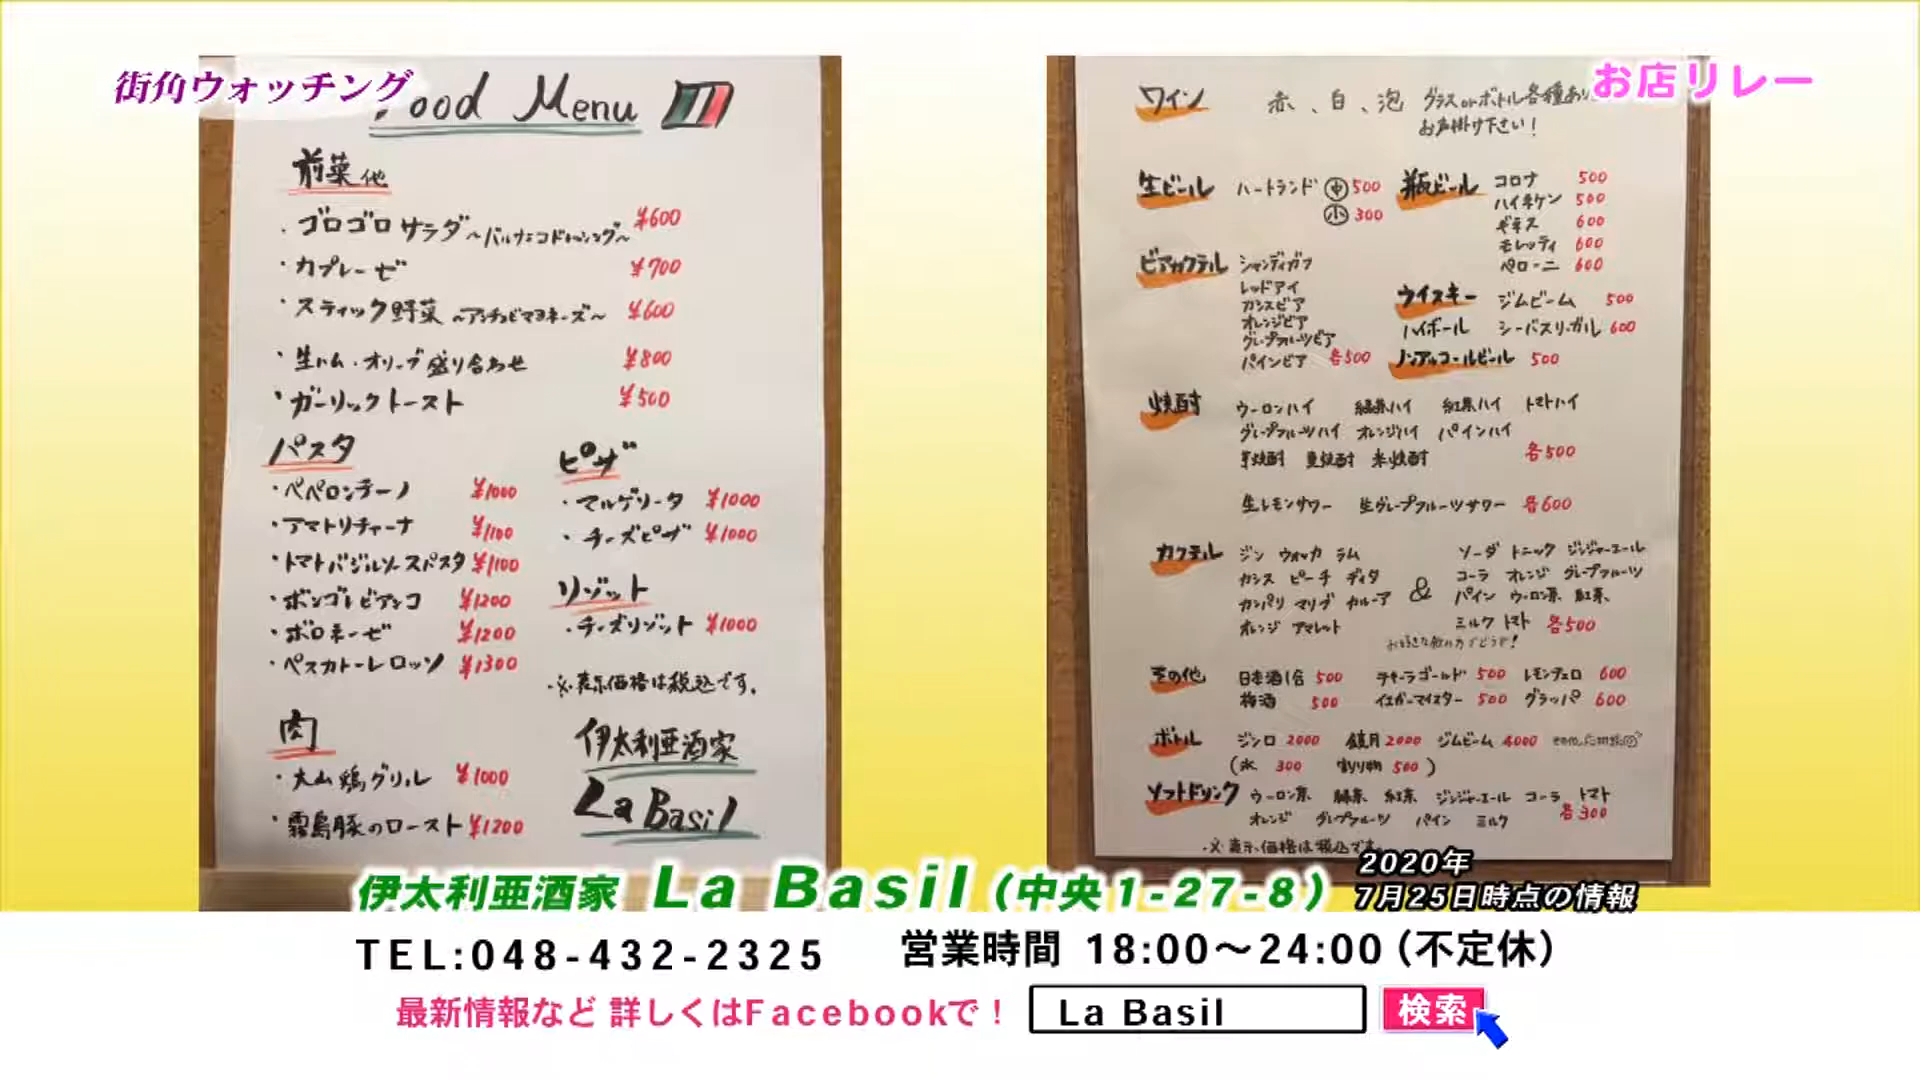 街角ウォッチング
お店リレー
Food Menu
前菜他
・ゴロゴロサラダ ~バルサミコドレッシング~ ¥600
・カプレーゼ ¥700
・スティック野菜 ~アンチョビマヨネーズ~ ¥600
・生ハム・オリーブ盛り合わせ ¥800
・ガーリックトースト ¥500
パスタ
・ペペロンチーノ ¥1000
・アマトリチャーナ ¥1100
・トマトバジルソースパスタ ¥1100
・ボンゴレビアンコ ¥1200
・ボロネーゼ ¥1200
・ペスカトーレロッソ ¥1300
肉
・大山鶏グリル ¥1000
・霧島豚のロースト ¥1200
ピザ
・マルゲリータ ¥1000
・チーズピザ ¥1000
リゾット
・チーズリゾット ¥1000
・※表示価格は税込です。
伊太利亜酒家
La Basil
ワイン 赤、白、泡 グラスorボトル各種あり
お声掛け下さい!
生ビール ハートランド 中 500
小 300
瓶ビール コロナ 500
ハイネケン 500
ギネス 600
モレッティ 600
ペローニ 600
ビアカクテル シャンディガフ
レッドアイ
カシスビア
オレンジビア
グレープフルーツビア
パインビア 各500
ウイスキー ジムビーム 500
ハイボール シーバスリーガル 600
ノンアルコールビール 500
焼酎 ウーロンハイ 緑茶ハイ 紅茶ハイ トマトハイ
グレープフルーツハイ オレンジハイ パインハイ
芋焼酎 麦焼酎 米焼酎 各500
生レモンサワー 生グレープフルーツサワー 各600
カクテル ジン ウォッカ ラム
カシス ピーチ ディタ
カンパリ マリブ カルーア
オレンジ アマレット
&
ソーダ トニック ジンジャーエール
コーラ オレンジ グレープフルーツ
パイン ウーロン茶 紅茶、
ミルク トマト 各500
お好きな飲み方でどうぞ!
その他 日本酒1合 500 テキーラゴールド 500 レモンチェロ 600
梅酒 500 イエガーマイスター 500 グラッパ 600
ボトル ジンロ 2000 鏡月 2000 ジムビーム 4000
(水 300 割り物 500)
ソフトドリンク ウーロン茶 緑茶 紅茶 ジンジャーエール コーラ トマト
オレンジ グレープフルーツ パイン ミルク 各300
・※表示価格は税込です。
伊太利亜酒家 La Basil (中央1-27-8)
2020年
7月25日時点の情報
TEL:048-432-2325
営業時間 18:00~24:00(不定休)
最新情報など 詳しくはFacebookで!
La Basil
検索